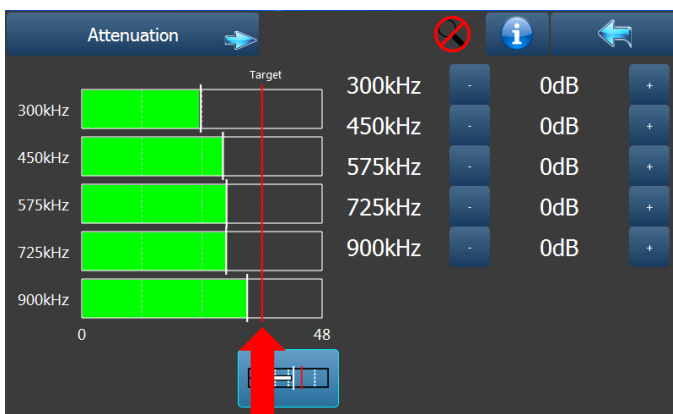 Attenuation
i
Target
300kHz
450kHz
575kHz
725kHz
900kHz
0 48
300kHz - 0dB +
450kHz - 0dB +
575kHz - 0dB +
725kHz - 0dB +
900kHz - 0dB +